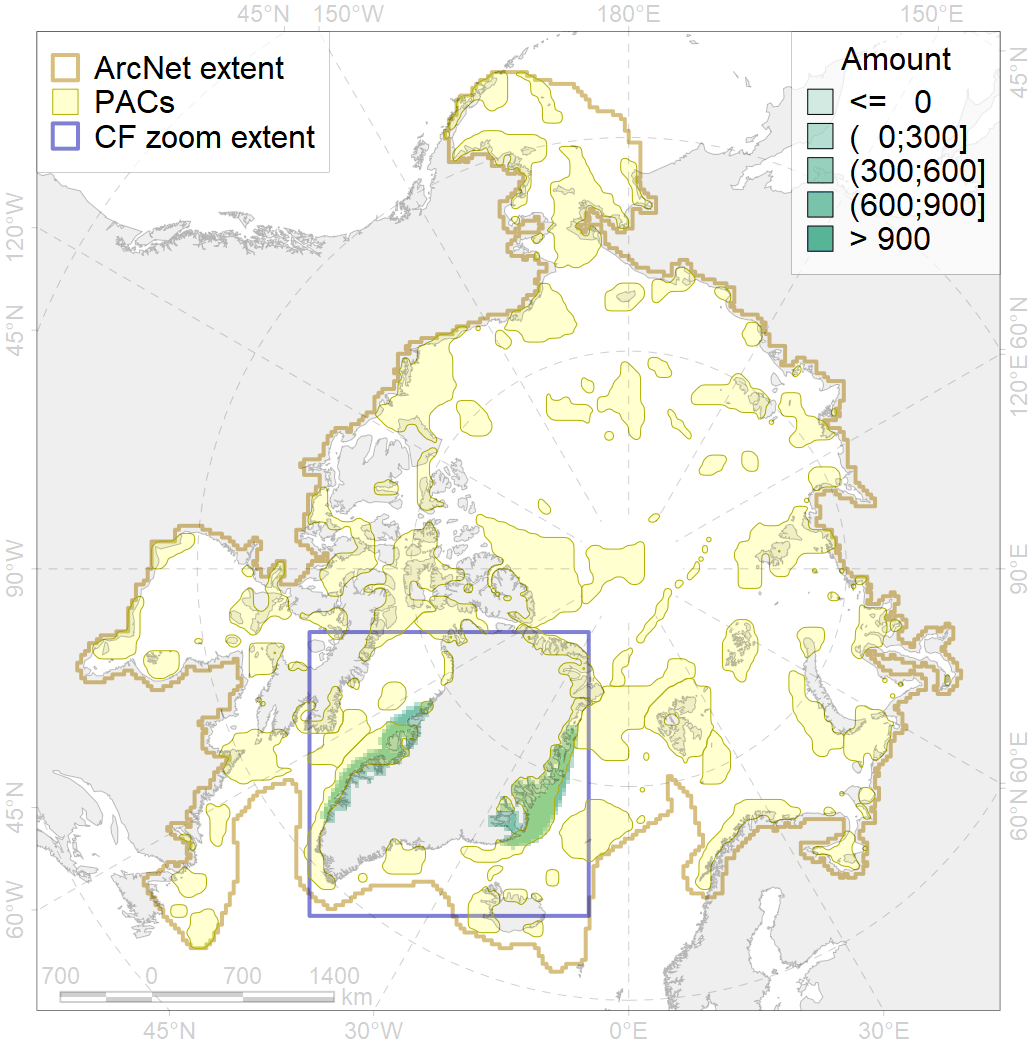 45°N 150°W 180°E 150°E
ArcNet extent
PACs
CF zoom extent
Amount
<= 0
( 0;300]
(300;600]
(600;900]
> 900
45°N
120°W
45°N
60°N
120°E
90°W
90°E
45°N
60°E
60°N
60°W
700 0 700 1400
km
45°N 30°W 0°E 30°E